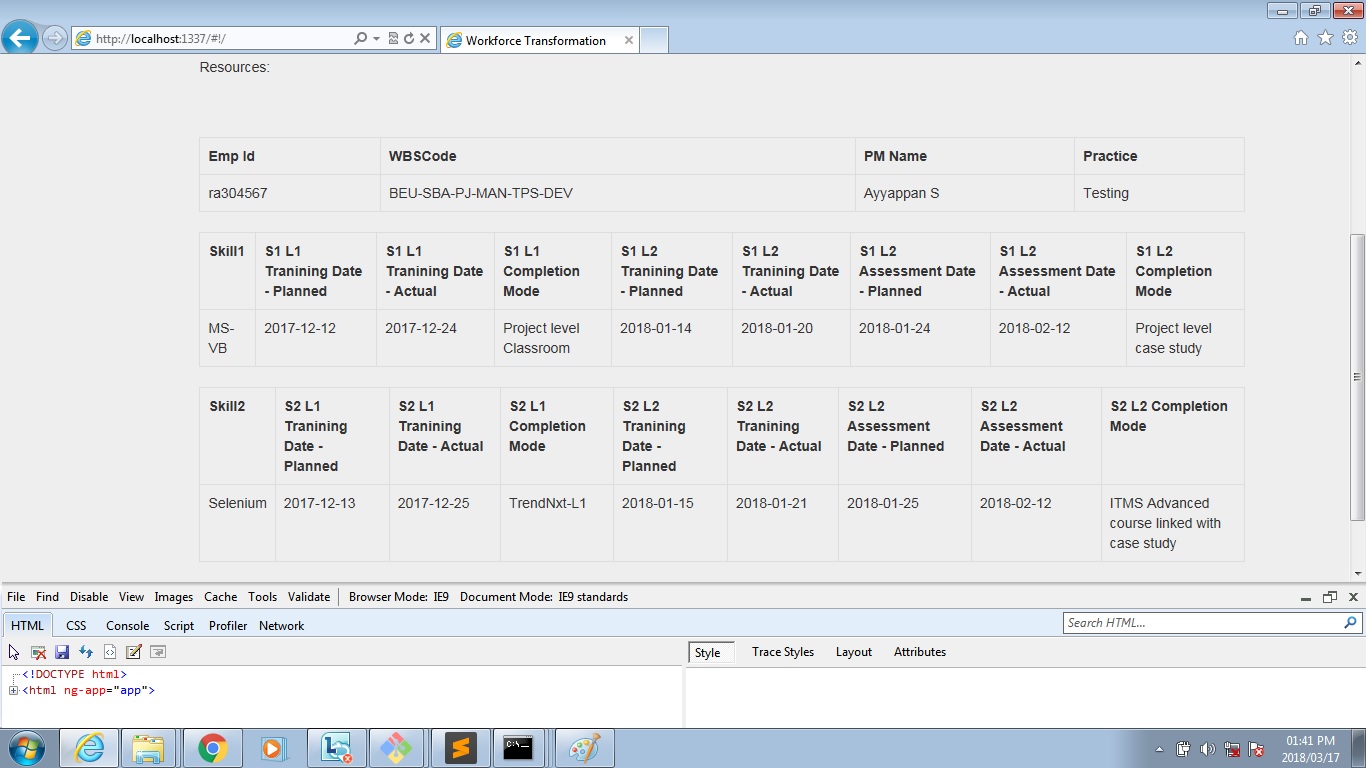 http://localhost:1337/#!/
Workforce Transformation
Resources:
Emp Id WBSCode PM Name Practice
ra304567 BEU-SBA-PJ-MAN-TPS-DEV Ayyappan S Testing
Skill1 S1 L1 S1 L1 S1 L1 S1 L2 S1 L2 S1 L2 S1 L2 S1 L2
Tranining Date Tranining Date Completion Tranining Date Tranining Date Assessment Date Assessment Date Completion
- Planned - Actual Mode - Planned - Actual - Planned - Actual Mode
MS- 2017-12-12 2017-12-24 Project level 2018-01-14 2018-01-20 2018-01-24 2018-02-12 Project level
VB Classroom case study
Skill2 S2 L1 S2 L1 S2 L1 S2 L2 S2 L2 S2 L2 S2 L2 S2 L2 Completion
Tranining Tranining Completion Tranining Tranining Assessment Assessment Mode
Date - Date - Actual Mode Date - Date - Actual Date - Planned Date - Actual
Planned Planned
Selenium 2017-12-13 2017-12-25 TrendNxt-L1 2018-01-15 2018-01-21 2018-01-25 2018-02-12 ITMS Advanced
course linked with
case study
File Find Disable View Images Cache Tools Validate Browser Mode: IE9 Document Mode: IE9 standards
HTML CSS Console Script Profiler Network Search HTML...
Style Trace Styles Layout Attributes
<!DOCTYPE html>
<html ng-app="app">
C:\_
01:41 PM
2018/03/17